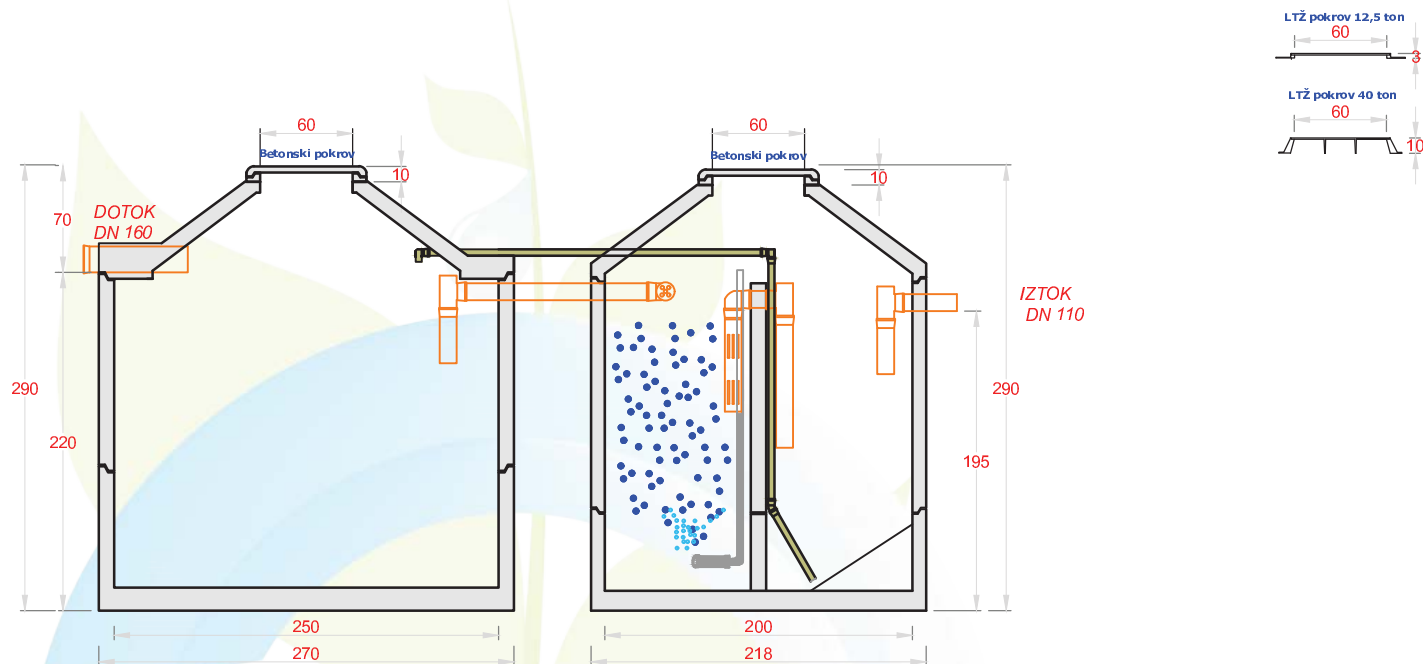 LTŽ pokrov 12,5 ton
60
3
LTŽ pokrov 40 ton
60
10
60
60
Betonski pokrov
Betonski pokrov
10
10
70
DOTOK
DN 160
IZTOK
DN 110
290
290
220
195
250
200
270
218